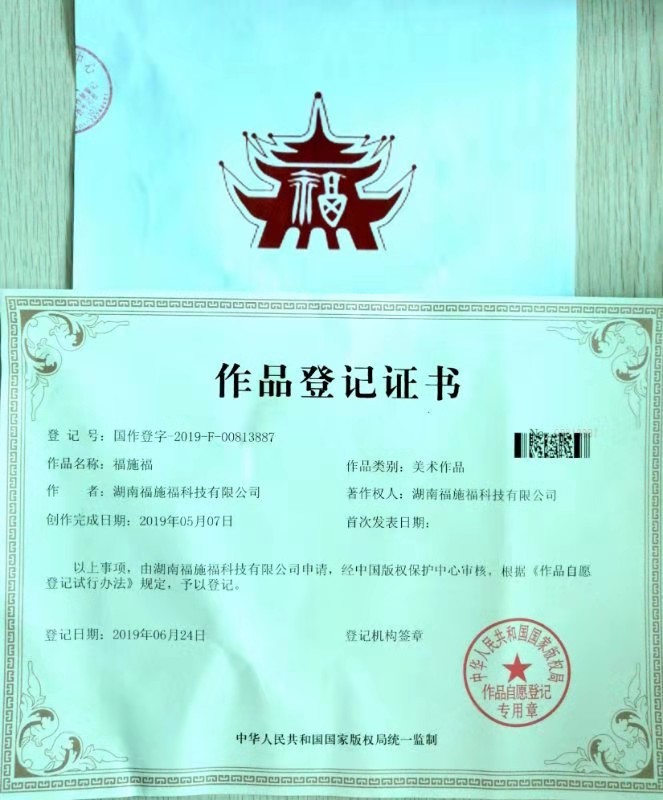 中心
福
作品登记证书
登 记 号：国作登字-2019-F-00813887
作品名称：福施福
作品类别：美术作品
作 者：湖南福施福科技有限公司
著作权人：湖南福施福科技有限公司
创作完成日期：2019年05月07日
首次发表日期：
以上事项，由湖南福施福科技有限公司申请，经中国版权保护中心审核，根据《作品自愿
登记试行办法》规定，予以登记。
登记日期：2019年06月24日
登记机构签章
中华人民共和国国家版权局
作品自愿登记
专用章
中华人民共和国国家版权局统一监制